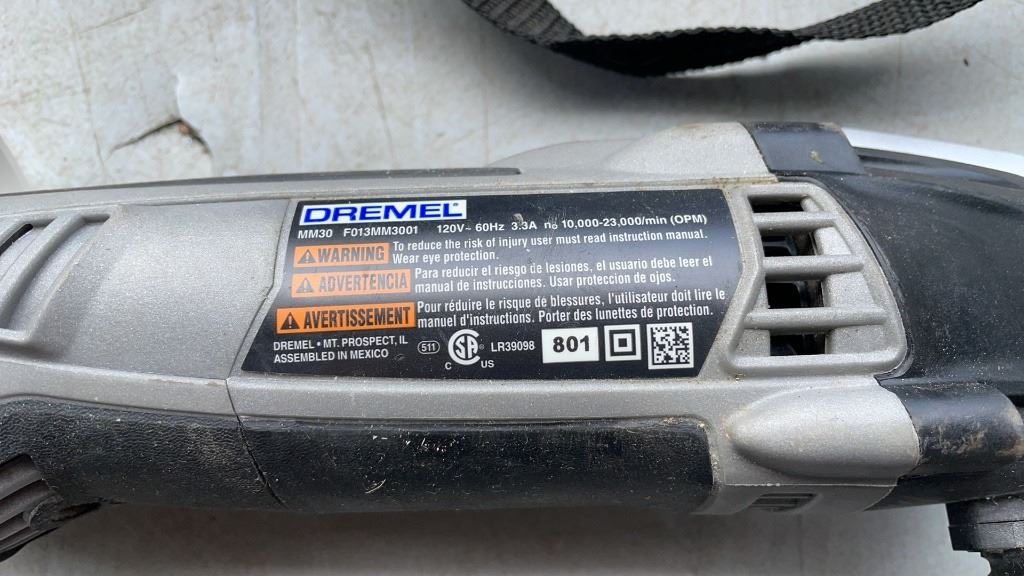 DREMEL
MM30 F013MM3001 120V~ 60Hz 3.3A n₀ 10,000-23,000/min (OPM)
⚠ WARNING To reduce the risk of injury user must read instruction manual.
Wear eye protection.
⚠ ADVERTENCIA Para reducir el riesgo de lesiones, el usuario debe leer el
manual de instrucciones. Usar proteccion de ojos.
⚠ AVERTISSEMENT Pour réduire le risque de blessures, l'utilisateur doit lire le
manuel d'instructions. Porter des lunettes de protection.
DREMEL • MT. PROSPECT, IL
ASSEMBLED IN MEXICO
511
C SA ® US
LR39098
801